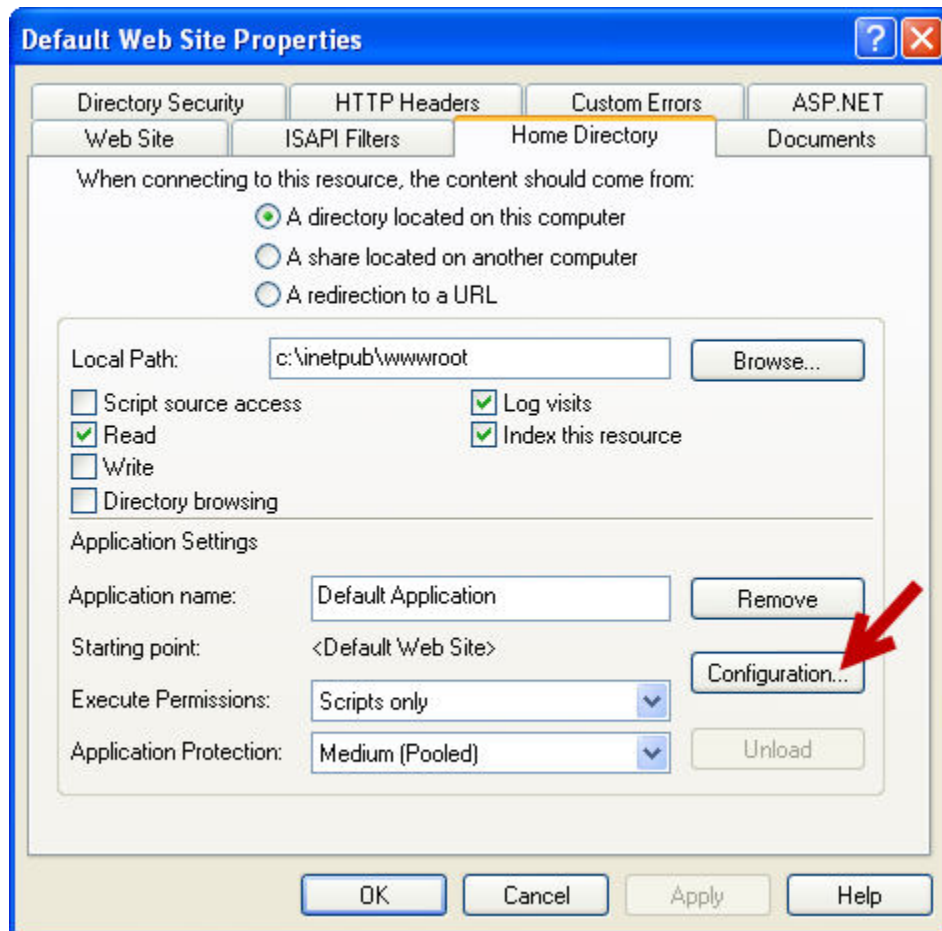 Default Web Site Properties
Directory Security HTTP Headers Custom Errors ASP.NET
Web Site ISAPI Filters Home Directory Documents
When connecting to this resource, the content should come from:
A directory located on this computer
A share located on another computer
A redirection to a URL
Local Path: c:\inetpub\wwwroot Browse...
Script source access Log visits
Read Index this resource
Write
Directory browsing
Application Settings
Application name: Default Application Remove
Starting point: <Default Web Site>
Configuration...
Execute Permissions: Scripts only
Application Protection: Medium (Pooled) Unload
OK Cancel Apply Help